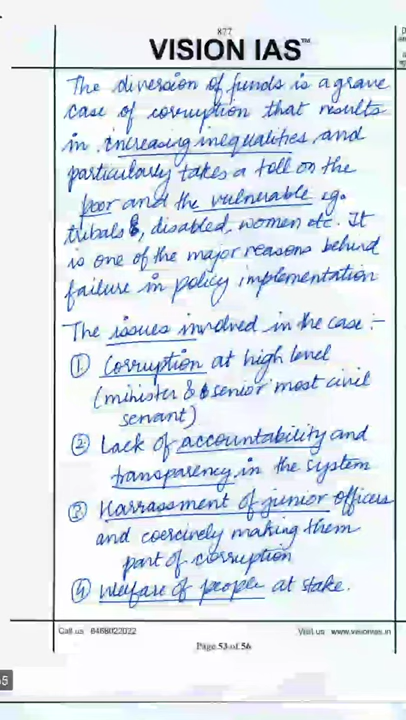 877
VISION IAS™
The diversion of funds is a grave
case of corruption that results
in increasing inequalities and
particularly takes a toll on the
poor and the vulnerable eg.
tribals, disabled, women etc. It
is one of the major reasons behind
failure in policy implementation
The issues involved in the case :-
① Corruption at high level
(minister & senior most civil
servant)
② Lack of accountability and
transparency in the system
③ Harrassment of junior officers
and coercively making them
part of corruption
④ Welfare of people at stake.
Call us 8468022022 Visit us www.visionias.in
Page 53 of 56